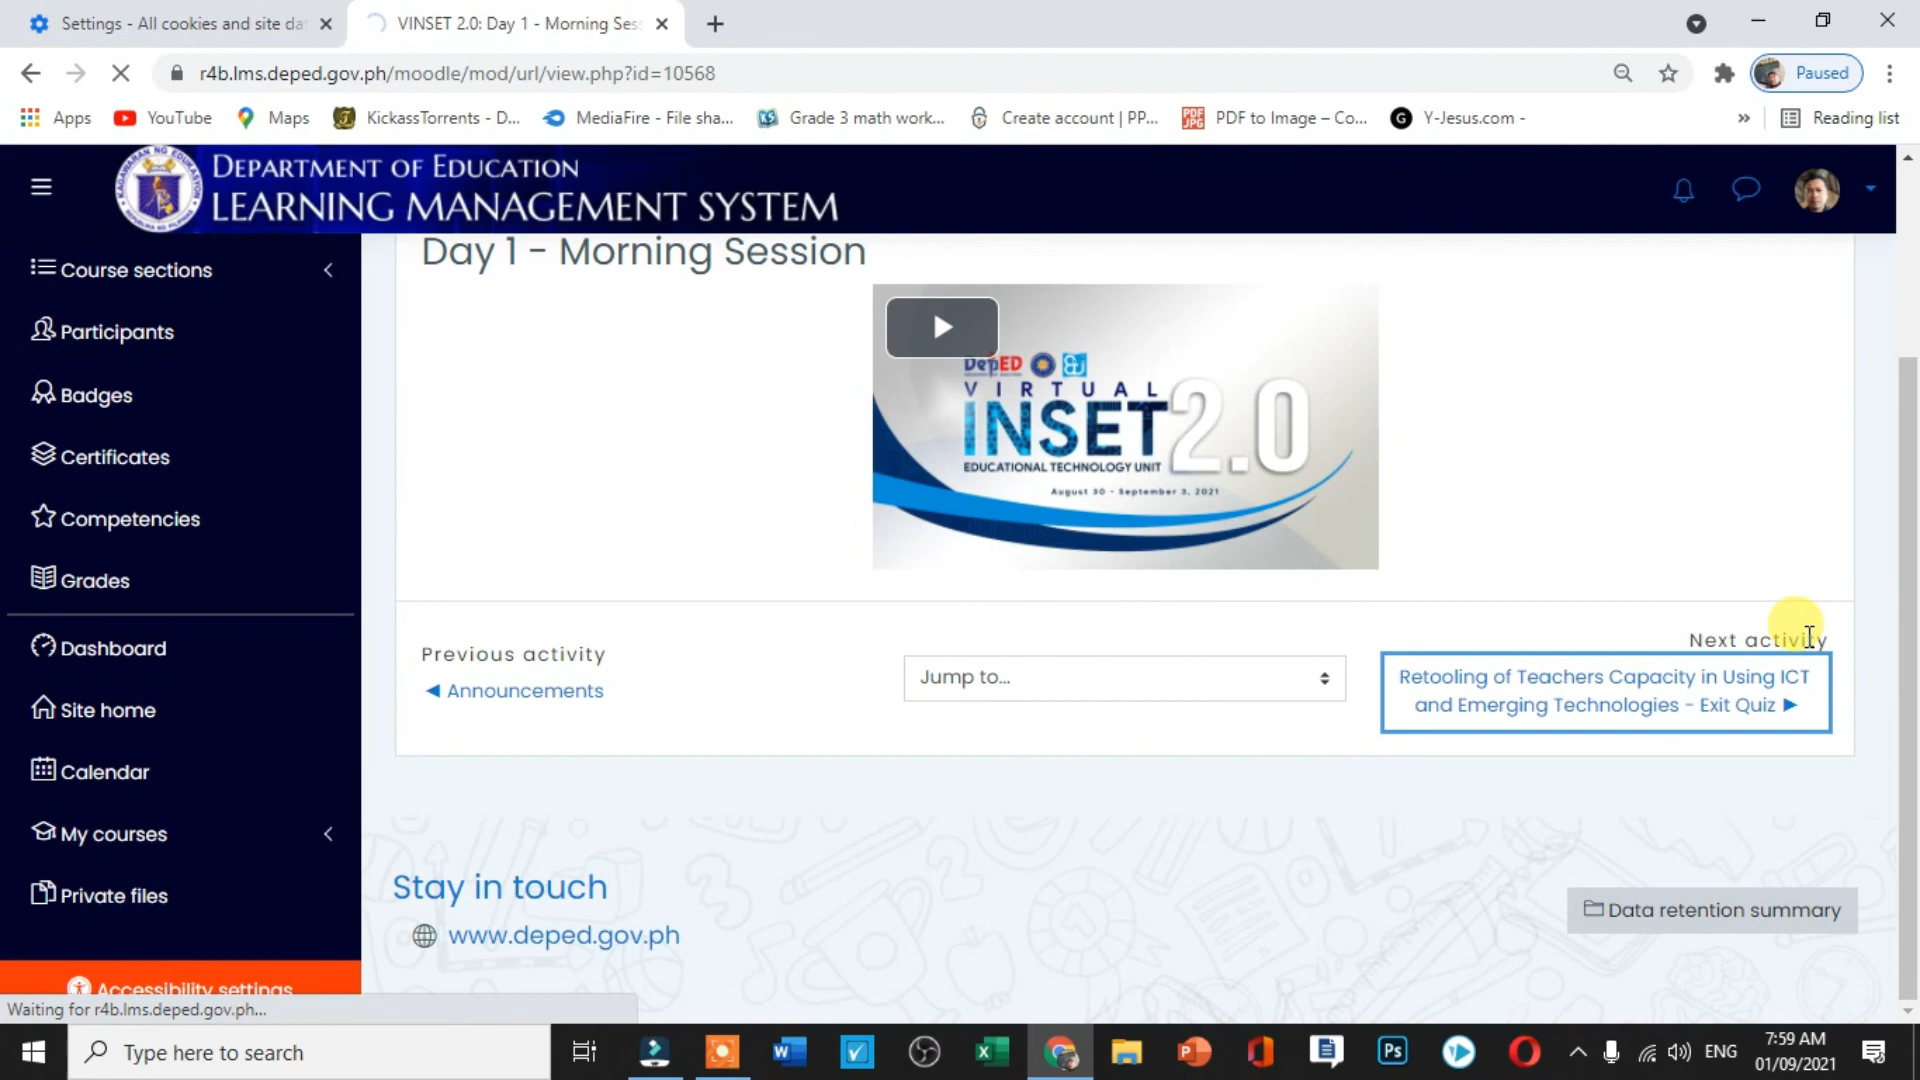 Settings - All cookies and site da
VINSET 2.0: Day 1 - Morning Ses
r4b.lms.deped.gov.ph/moodle/mod/url/view.php?id=10568
Paused
Apps
YouTube
Maps
KickassTorrents - D...
MediaFire - File sha...
Grade 3 math work...
Create account | PP...
PDF to Image – Co...
Y-Jesus.com -
»
Reading list
DEPARTMENT OF EDUCATION
LEARNING MANAGEMENT SYSTEM
Course sections
Participants
Badges
Certificates
Competencies
Grades
Dashboard
Site home
Calendar
My courses
Private files
Accessibility settings
Day 1 - Morning Session
DepED
VIRTUAL
INSET 2.0
EDUCATIONAL TECHNOLOGY UNIT
August 30 - September 3, 2021
Previous activity
◀ Announcements
Jump to...
Next activity
Retooling of Teachers Capacity in Using ICT
and Emerging Technologies - Exit Quiz ▶
Stay in touch
www.deped.gov.ph
Data retention summary
Waiting for r4b.lms.deped.gov.ph...
Type here to search
ENG
7:59 AM
01/09/2021